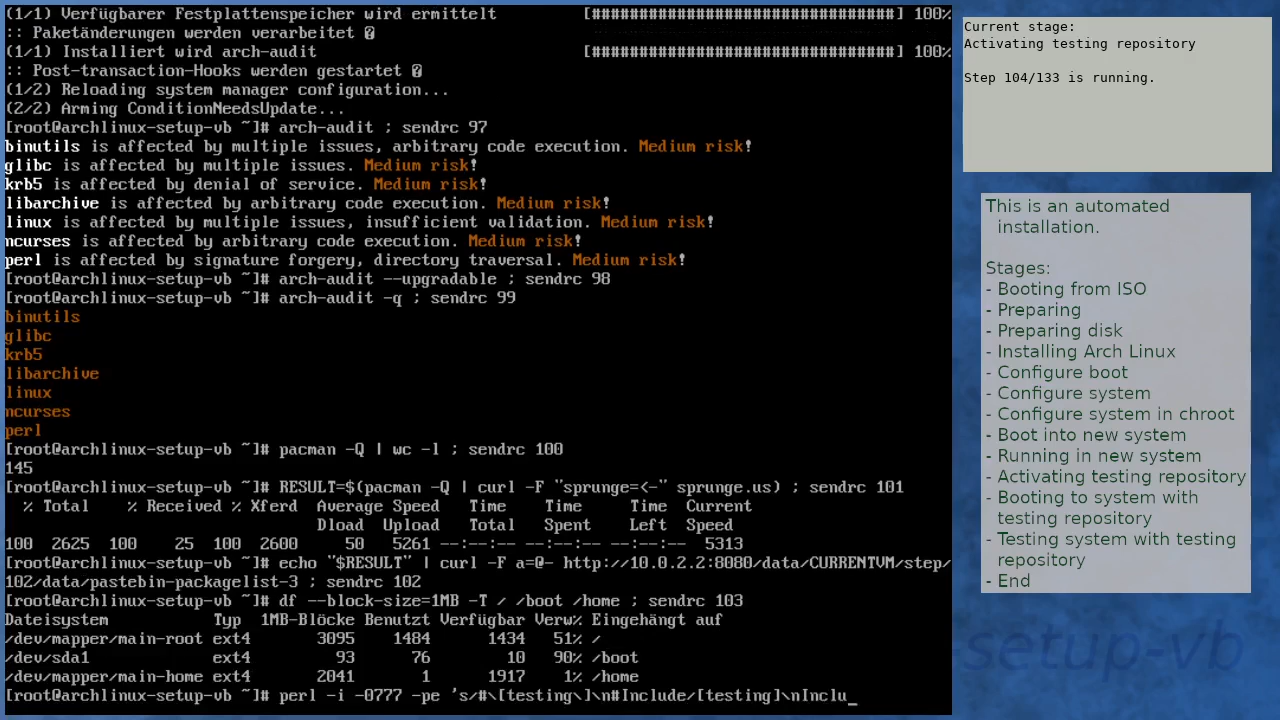 (1/1) Verfügbarer Festplattenspeicher wird ermittelt [################################] 100%
:: Paketänderungen werden verarbeitet �
(1/1) Installiert wird arch-audit [################################] 100%
:: Post-transaction-Hooks werden gestartet �
(1/2) Reloading system manager configuration...
(2/2) Arming ConditionNeedsUpdate...
[root@archlinux-setup-vb ~]# arch-audit ; sendrc 97
binutils is affected by multiple issues, arbitrary code execution. Medium risk!
glibc is affected by multiple issues. Medium risk!
krb5 is affected by denial of service. Medium risk!
libarchive is affected by arbitrary code execution. Medium risk!
linux is affected by multiple issues, insufficient validation. Medium risk!
ncurses is affected by arbitrary code execution. Medium risk!
perl is affected by signature forgery, directory traversal. Medium risk!
[root@archlinux-setup-vb ~]# arch-audit --upgradable ; sendrc 98
[root@archlinux-setup-vb ~]# arch-audit -q ; sendrc 99
binutils
glibc
krb5
libarchive
linux
ncurses
perl
[root@archlinux-setup-vb ~]# pacman -Q | wc -l ; sendrc 100
145
[root@archlinux-setup-vb ~]# RESULT=$(pacman -Q | curl -F "sprunge=<-" sprunge.us) ; sendrc 101
% Total % Received % Xferd Average Speed Time Time Time Current
Dload Upload Total Spent Left Speed
100 2625 100 25 100 2600 50 5261 --:--:-- --:--:-- --:--:-- 5313
[root@archlinux-setup-vb ~]# echo "$RESULT" | curl -F a=@- http://10.0.2.2:8080/data/CURRENTVM/step/
102/data/pastebin-packagelist-3 ; sendrc 102
[root@archlinux-setup-vb ~]# df --block-size=1MB -T / /boot /home ; sendrc 103
Dateisystem Typ 1MB-Blöcke Benutzt Verfügbar Verw% Eingehängt auf
/dev/mapper/main-root ext4 3095 1484 1434 51% /
/dev/sda1 ext4 93 76 10 90% /boot
/dev/mapper/main-home ext4 2041 1 1917 1% /home
[root@archlinux-setup-vb ~]# perl -i -0777 -pe 's/#\[testing\]\n#Include/[testing]\nInclu_
Current stage:
Activating testing repository
Step 104/133 is running.
This is an automated
installation.
Stages:
- Booting from ISO
- Preparing
- Preparing disk
- Installing Arch Linux
- Configure boot
- Configure system
- Configure system in chroot
- Boot into new system
- Running in new system
- Activating testing repository
- Booting to system with
testing repository
- Testing system with testing
repository
- End
-setup-vb